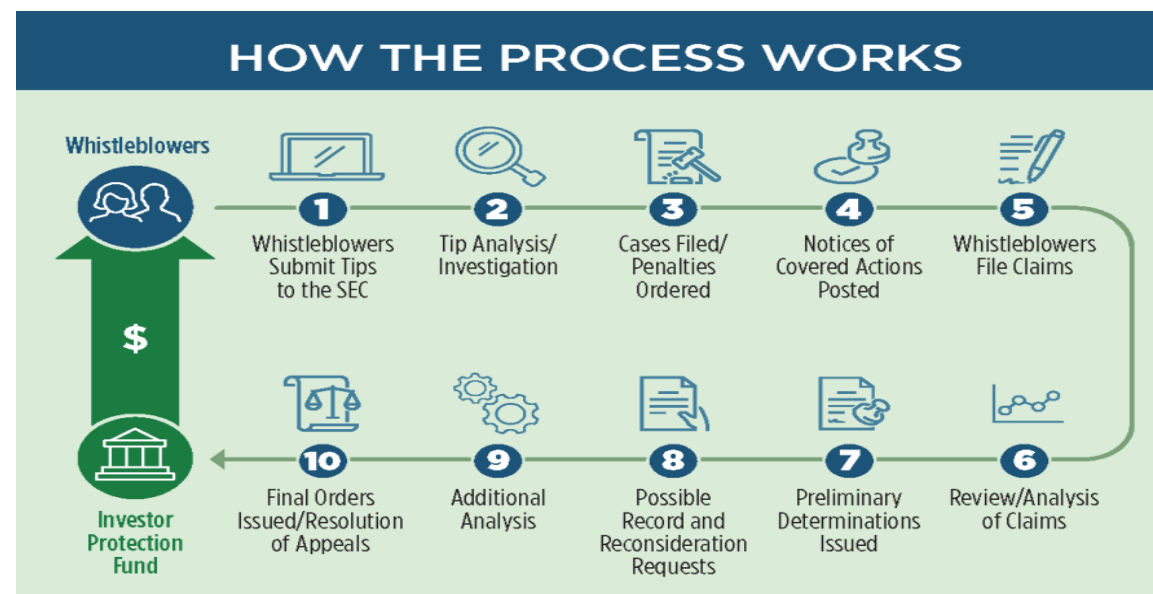 HOW THE PROCESS WORKS
Whistleblowers
1
Whistleblowers
Submit Tips
to the SEC
2
Tip Analysis/
Investigation
3
Cases Filed/
Penalties
Ordered
4
Notices of
Covered Actions
Posted
5
Whistleblowers
File Claims
6
Review/Analysis
of Claims
7
Preliminary
Determinations
Issued
8
Possible
Record and
Reconsideration
Requests
9
Additional
Analysis
10
Final Orders
Issued/Resolution
of Appeals
$
Investor
Protection
Fund